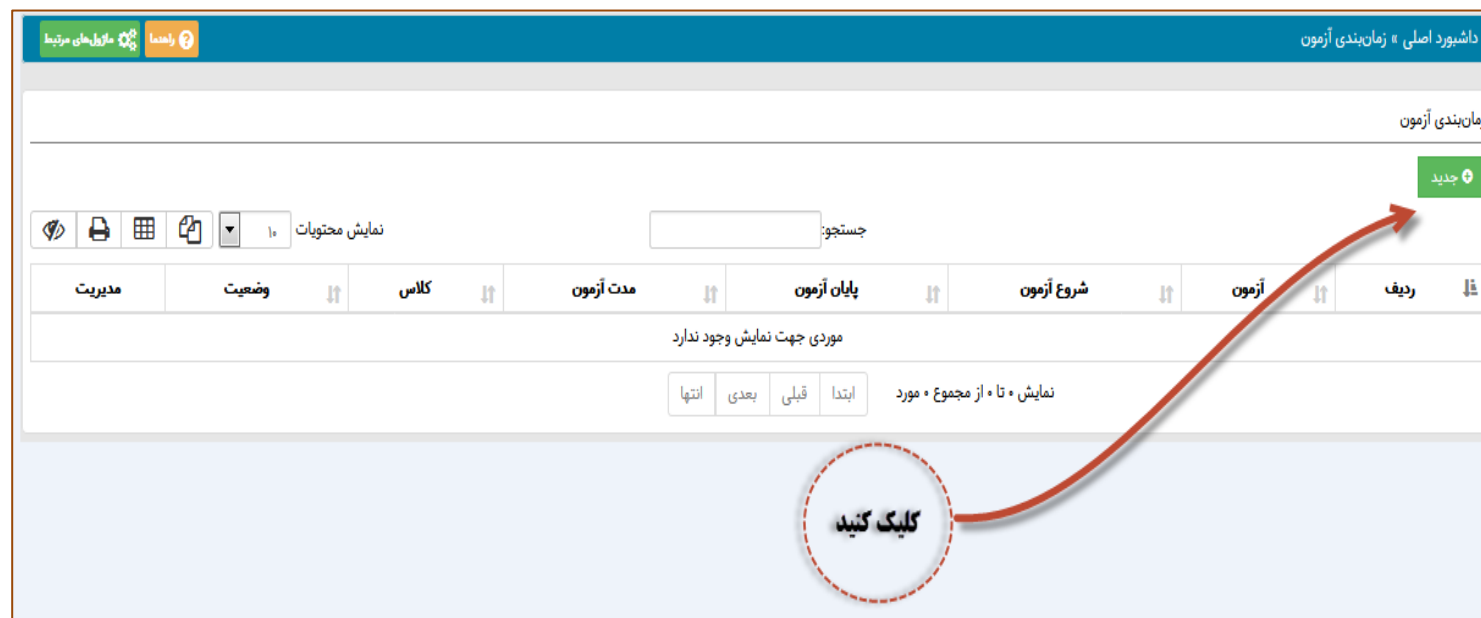 داشبورد اصلی » زمان‌بندی آزمون
راهنما
ماژول‌های مرتبط
مان‌بندی آزمون
جدید
جستجو:
نمایش محتویات ۱۰
ردیف آزمون شروع آزمون پایان آزمون مدت آزمون کلاس وضعیت مدیریت
موردی جهت نمایش وجود ندارد
نمایش ۰ تا ۰ از مجموع ۰ مورد
ابتدا قبلی بعدی انتها
کلیک کنید